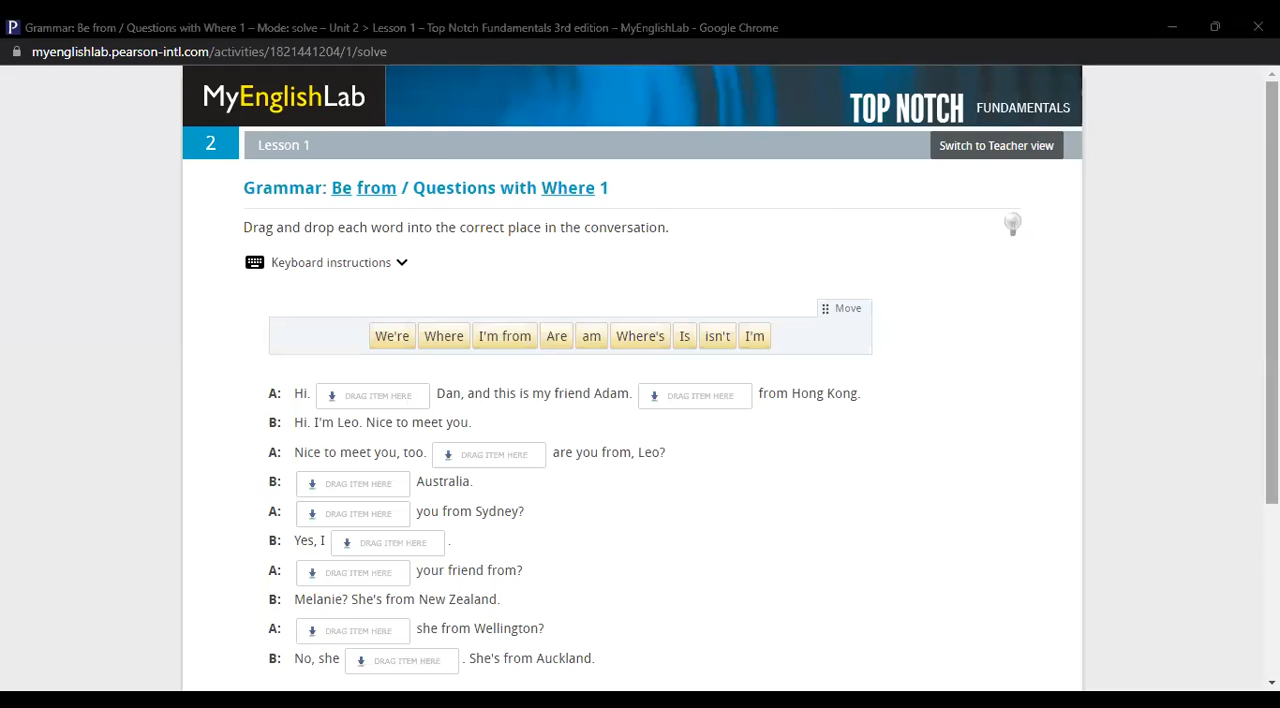 Grammar: Be from / Questions with Where 1 – Mode: solve – Unit 2 > Lesson 1 – Top Notch Fundamentals 3rd edition – MyEnglishLab - Google Chrome
myenglishlab.pearson-intl.com/activities/1821441204/1/solve
MyEnglishLab
TOP NOTCH FUNDAMENTALS
2 Lesson 1 Switch to Teacher view
Grammar: Be from / Questions with Where 1
Drag and drop each word into the correct place in the conversation.
Keyboard instructions
Move
We're Where I'm from Are am Where's Is isn't I'm
A: Hi. DRAG ITEM HERE Dan, and this is my friend Adam. DRAG ITEM HERE from Hong Kong.
B: Hi. I'm Leo. Nice to meet you.
A: Nice to meet you, too. DRAG ITEM HERE are you from, Leo?
B: DRAG ITEM HERE Australia.
A: DRAG ITEM HERE you from Sydney?
B: Yes, I DRAG ITEM HERE .
A: DRAG ITEM HERE your friend from?
B: Melanie? She's from New Zealand.
A: DRAG ITEM HERE she from Wellington?
B: No, she DRAG ITEM HERE . She's from Auckland.